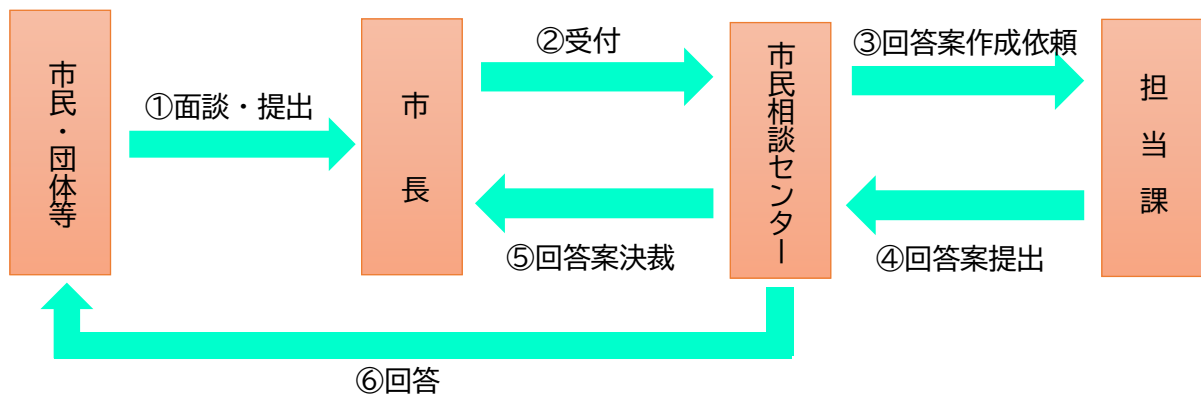 市民・団体等
①面談・提出
市長
②受付
市民相談センター
③回答案作成依頼
担当課
④回答案提出
⑤回答案決裁
⑥回答